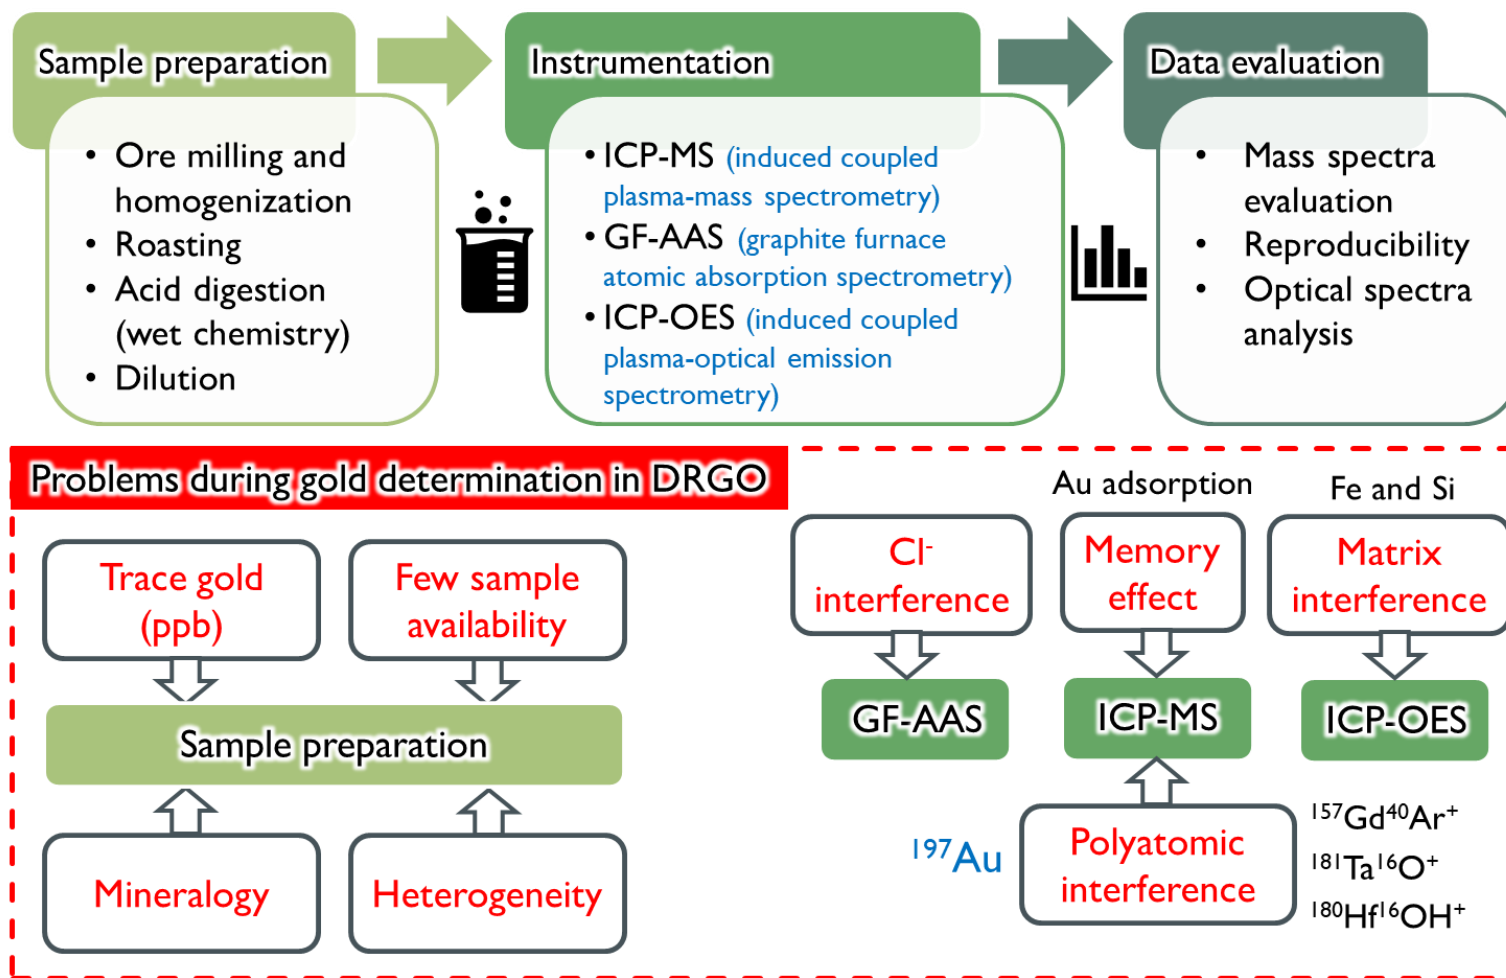 Sample preparation
• Ore milling and
homogenization
• Roasting
• Acid digestion
(wet chemistry)
• Dilution
Instrumentation
• ICP-MS (induced coupled
plasma-mass spectrometry)
• GF-AAS (graphite furnace
atomic absorption spectrometry)
• ICP-OES (induced coupled
plasma-optical emission
spectrometry)
Data evaluation
• Mass spectra
evaluation
• Reproducibility
• Optical spectra
analysis
Problems during gold determination in DRGO
Trace gold
(ppb)
Few sample
availability
Sample preparation
Mineralogy
Heterogeneity
Cl⁻
interference
GF-AAS
Au adsorption
Memory
effect
ICP-MS
Fe and Si
Matrix
interference
ICP-OES
¹⁹⁷Au
Polyatomic
interference
¹⁵⁷Gd⁴⁰Ar⁺
¹⁸¹Ta¹⁶O⁺
¹⁸⁰Hf¹⁶OH⁺